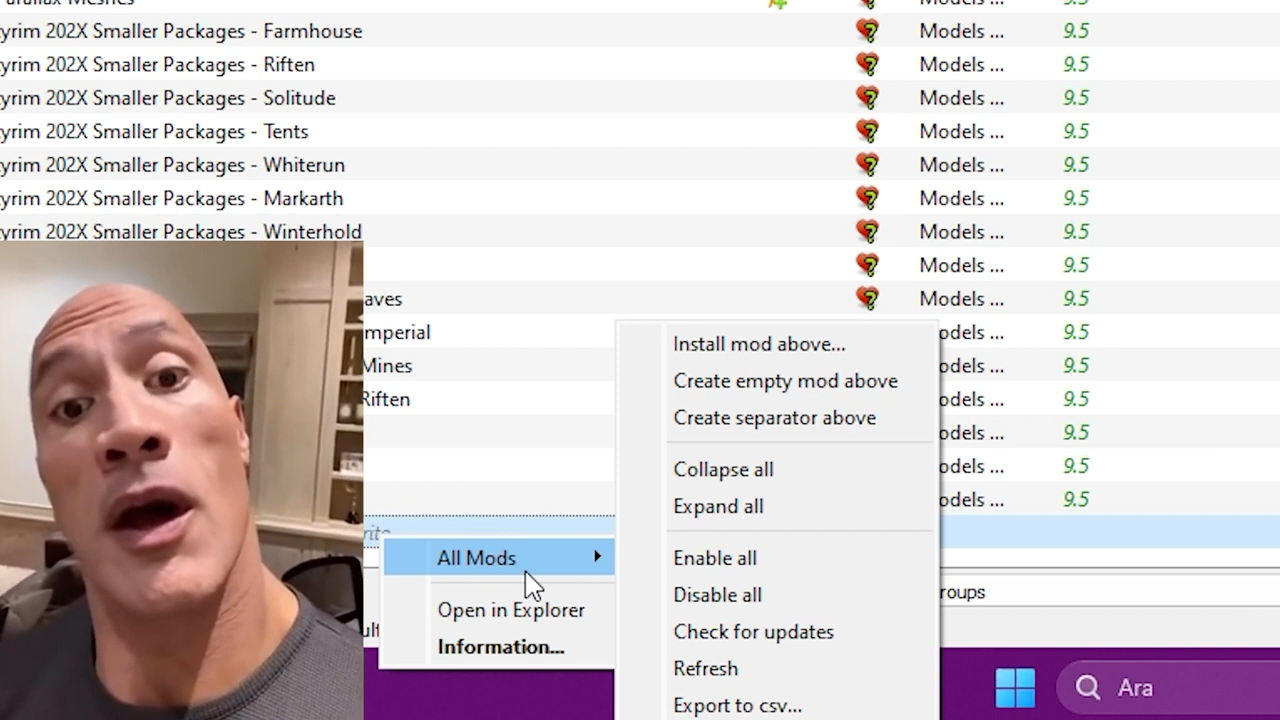 arallax Meshes
yrim 202X Smaller Packages - Farmhouse Models ... 9.5
yrim 202X Smaller Packages - Riften Models ... 9.5
yrim 202X Smaller Packages - Solitude Models ... 9.5
yrim 202X Smaller Packages - Tents Models ... 9.5
yrim 202X Smaller Packages - Whiterun Models ... 9.5
yrim 202X Smaller Packages - Markarth Models ... 9.5
yrim 202X Smaller Packages - Winterhold Models ... 9.5
Models ... 9.5
aves Models ... 9.5
mperial odels ... 9.5
Mines odels ... 9.5
Riften odels ... 9.5
odels ... 9.5
odels ... 9.5
odels ... 9.5
rite
All Mods
Open in Explorer
Information...
Install mod above...
Create empty mod above
Create separator above
Collapse all
Expand all
Enable all
Disable all
Check for updates
Refresh
Export to csv...
roups
Ara